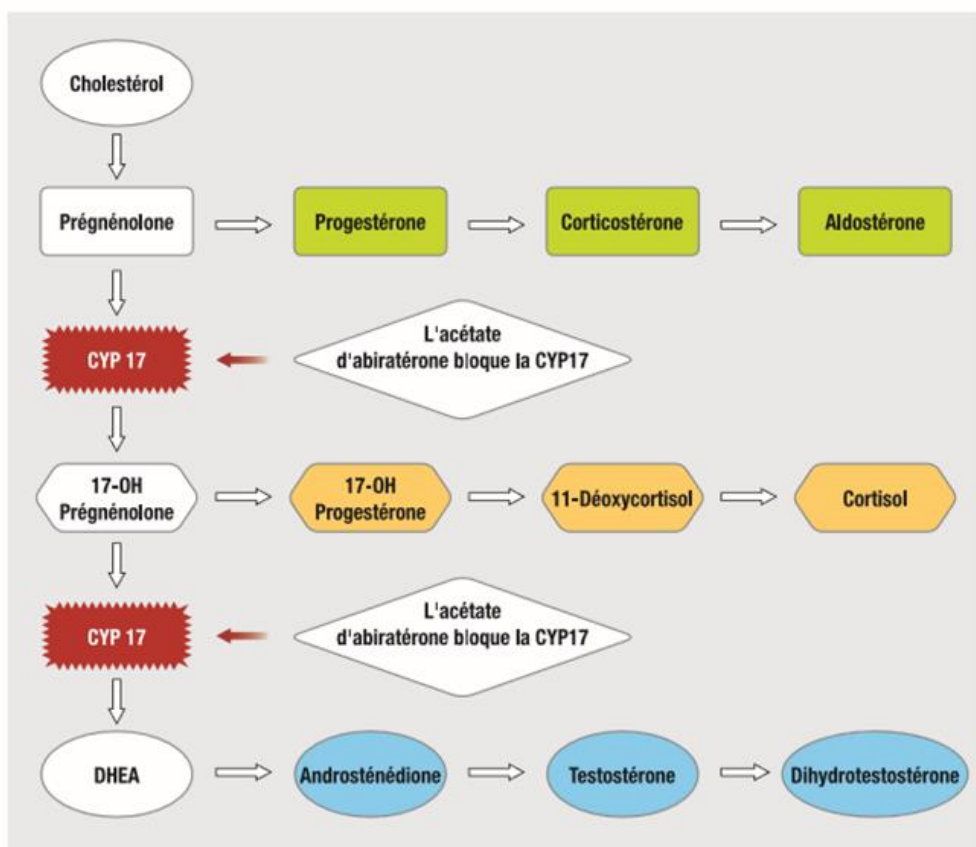 Cholestérol
Prégnénolone
Progestérone
Corticostérone
Aldostérone
CYP 17
L'acétate
d'abiratérone bloque la CYP17
17-OH
Prégnénolone
17-OH
Progestérone
11-Déoxycortisol
Cortisol
CYP 17
L'acétate
d'abiratérone bloque la CYP17
DHEA
Androsténédione
Testostérone
Dihydrotestostérone